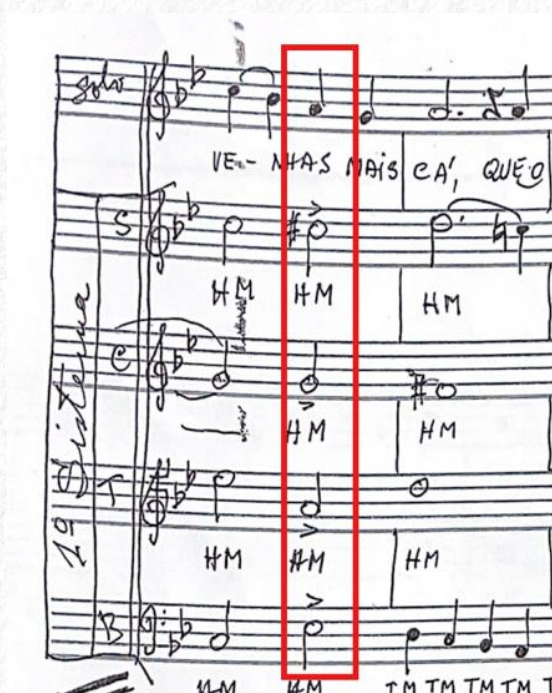 Solo
VE-- NHAS MAIS CA', QUE O
S
HM HM HM
C
HM HM
T
HM HM HM
B
HM HM TM TM TM TM T
1º Sistema